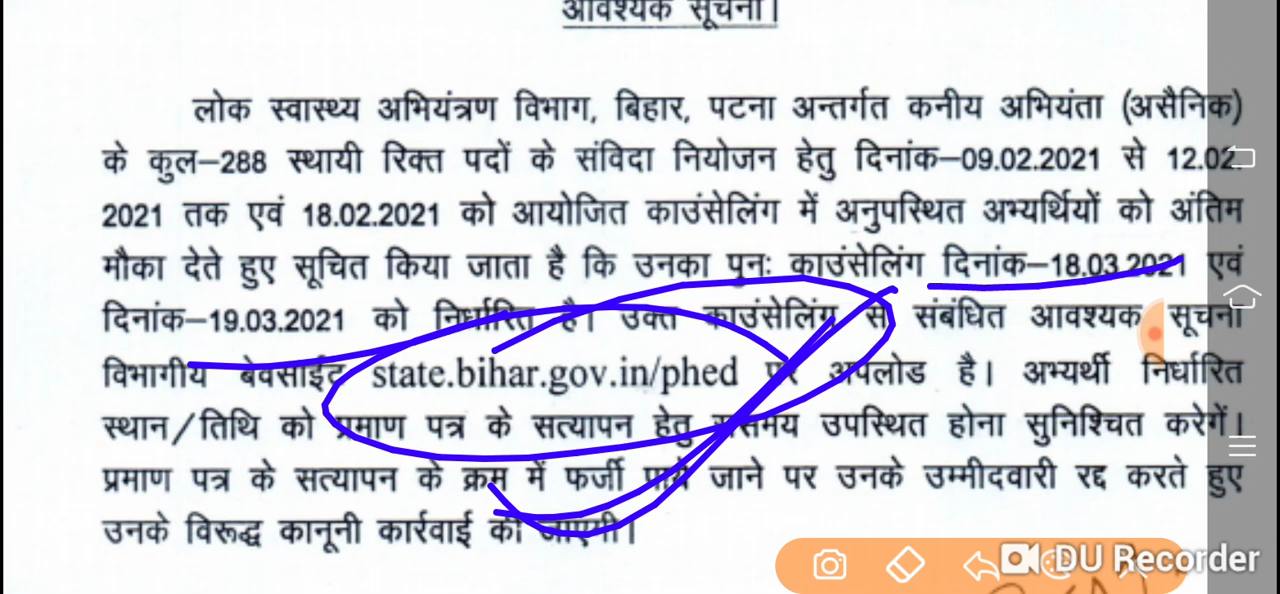 आवश्यक सूचना।
लोक स्वास्थ्य अभियंत्रण विभाग, बिहार, पटना अन्तर्गत कनीय अभियंता (असैनिक)
के कुल–288 स्थायी रिक्त पदों के संविदा नियोजन हेतु दिनांक–09.02.2021 से 12.02.
2021 तक एवं 18.02.2021 को आयोजित काउंसेलिंग में अनुपस्थित अभ्यर्थियों को अंतिम
मौका देते हुए सूचित किया जाता है कि उनका पुनः काउंसेलिंग दिनांक–18.03.2021 एवं
दिनांक–19.03.2021 को निर्धारित है। उक्त काउंसेलिंग से संबंधित आवश्यक सूचना
विभागीय बेवसाईट state.bihar.gov.in/phed पर अपलोड है। अभ्यर्थी निर्धारित
स्थान/तिथि को प्रमाण पत्र के सत्यापन हेतु ससमय उपस्थित होना सुनिश्चित करेगें।
प्रमाण पत्र के सत्यापन के क्रम में फर्जी पाये जाने पर उनके उम्मीदवारी रद्द करते हुए
उनके विरूद्ध कानूनी कार्रवाई की जाएगी।
DU Recorder